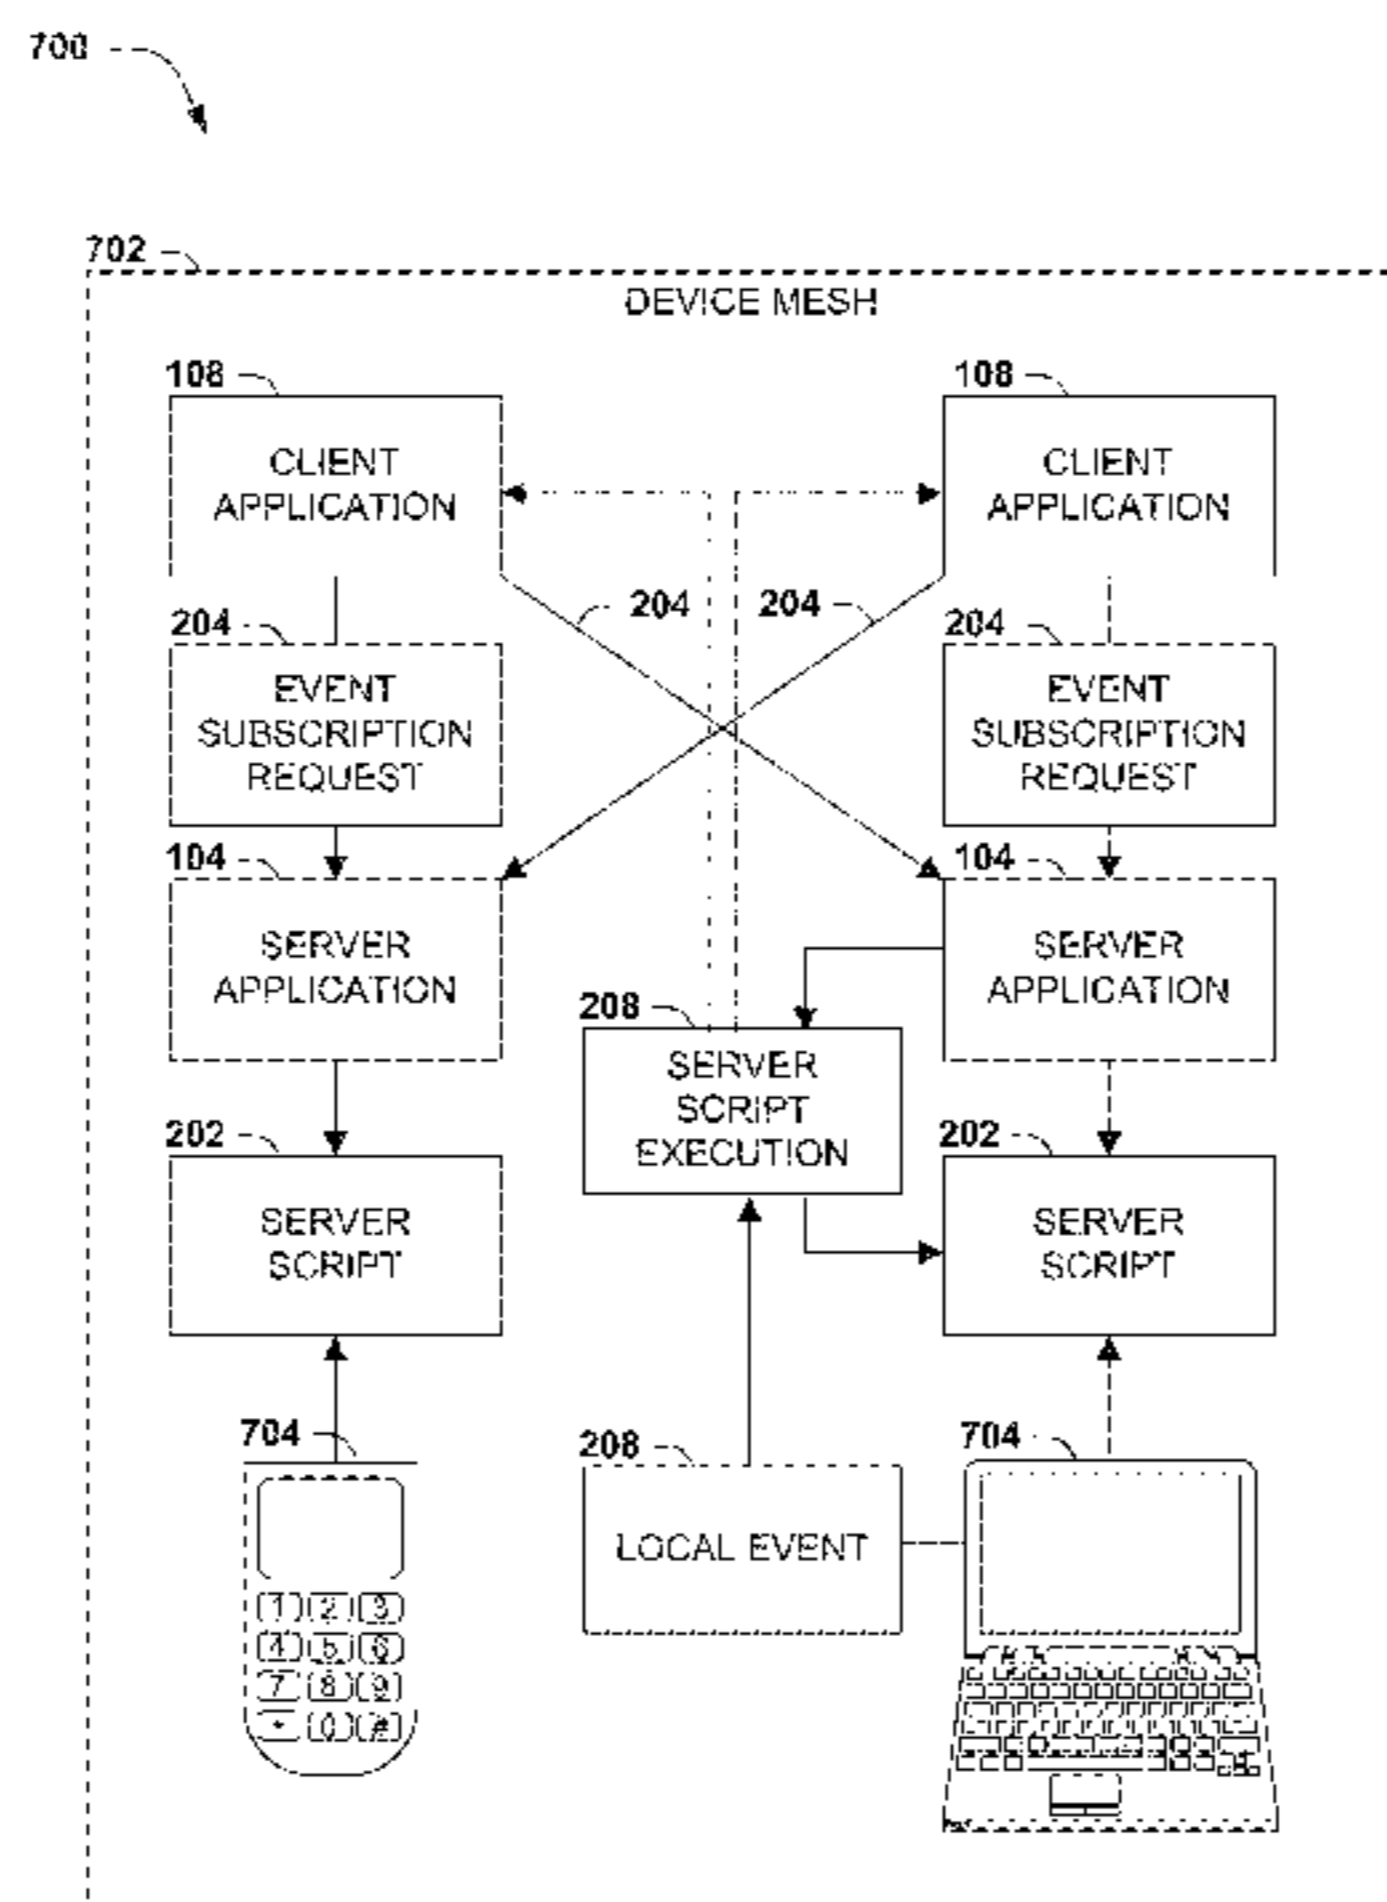 700
702
DEVICE MESH
108
108
CLIENT
APPLICATION
CLIENT
APPLICATION
204
204
204
204
EVENT
SUBSCRIPTION
REQUEST
EVENT
SUBSCRIPTION
REQUEST
104
104
SERVER
APPLICATION
SERVER
APPLICATION
208
SERVER
SCRIPT
EXECUTION
202
202
SERVER
SCRIPT
SERVER
SCRIPT
704
208
704
LOCAL EVENT
1 2 3
4 5 6
7 8 9
* 0 #